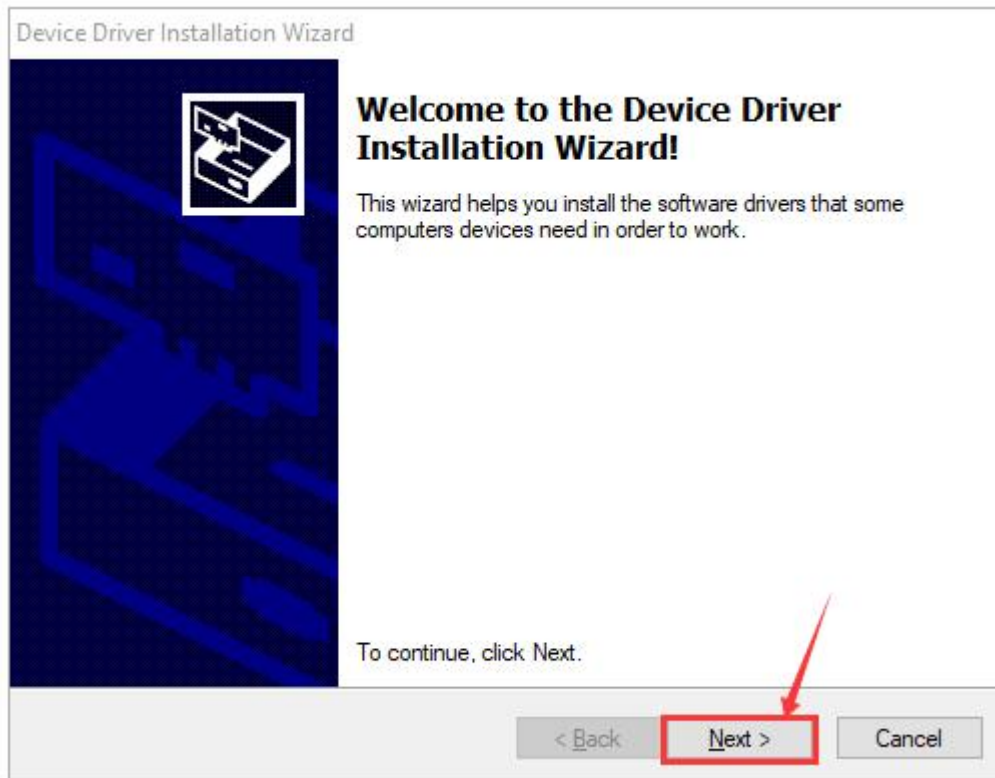 Device Driver Installation Wizard
Welcome to the Device Driver
Installation Wizard!
This wizard helps you install the software drivers that some
computers devices need in order to work.
To continue, click Next.
< Back
Next >
Cancel